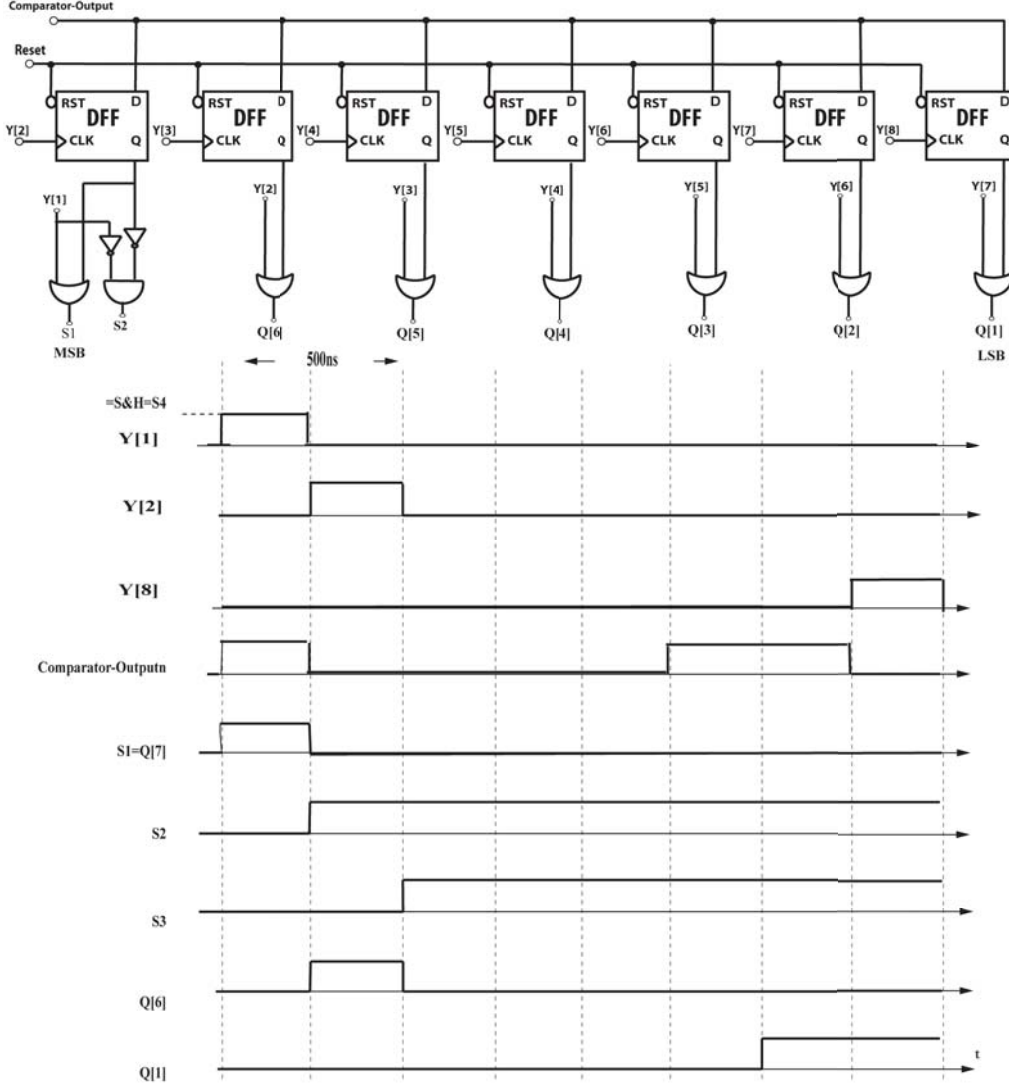 Comparator-Output
Reset
RST D DFF CLK Q
RST D DFF CLK Q
RST D DFF CLK Q
RST D DFF CLK Q
RST D DFF CLK Q
RST D DFF CLK Q
RST D DFF CLK Q
Y[2] Y[3] Y[4] Y[5] Y[6] Y[7] Y[8]
Y[1] Y[2] Y[3] Y[4] Y[5] Y[6] Y[7]
S1 S2 Q[6] Q[5] Q[4] Q[3] Q[2] Q[1]
MSB LSB
500ns
=S&H=S4
Y[1]
Y[2]
Y[8]
Comparator-Outputn
S1=Q[7]
S2
S3
Q[6]
Q[1]
t